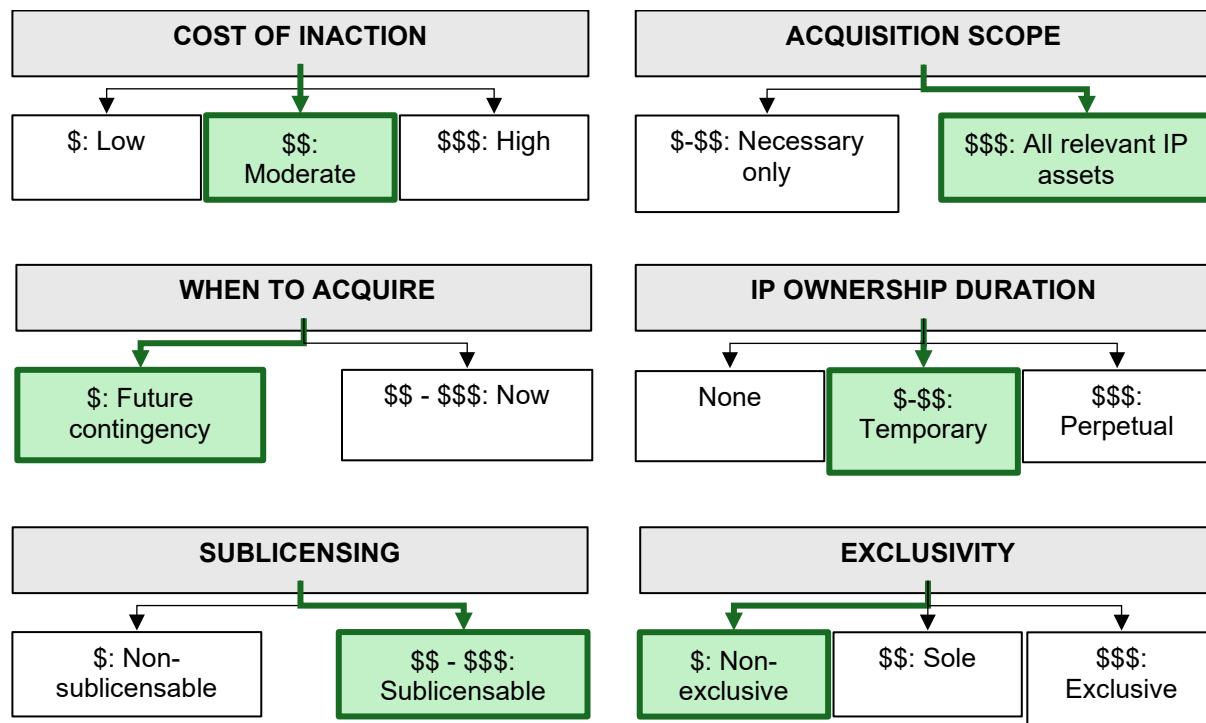 COST OF INACTION
$: Low
$$:
Moderate
$$$: High
ACQUISITION SCOPE
$-$$: Necessary
only
$$$: All relevant IP
assets
WHEN TO ACQUIRE
$: Future
contingency
$$ - $$$: Now
IP OWNERSHIP DURATION
None
$-$$:
Temporary
$$$:
Perpetual
SUBLICENSING
$: Non-
sublicensable
$$ - $$$:
Sublicensable
EXCLUSIVITY
$: Non-
exclusive
$$: Sole
$$$:
Exclusive